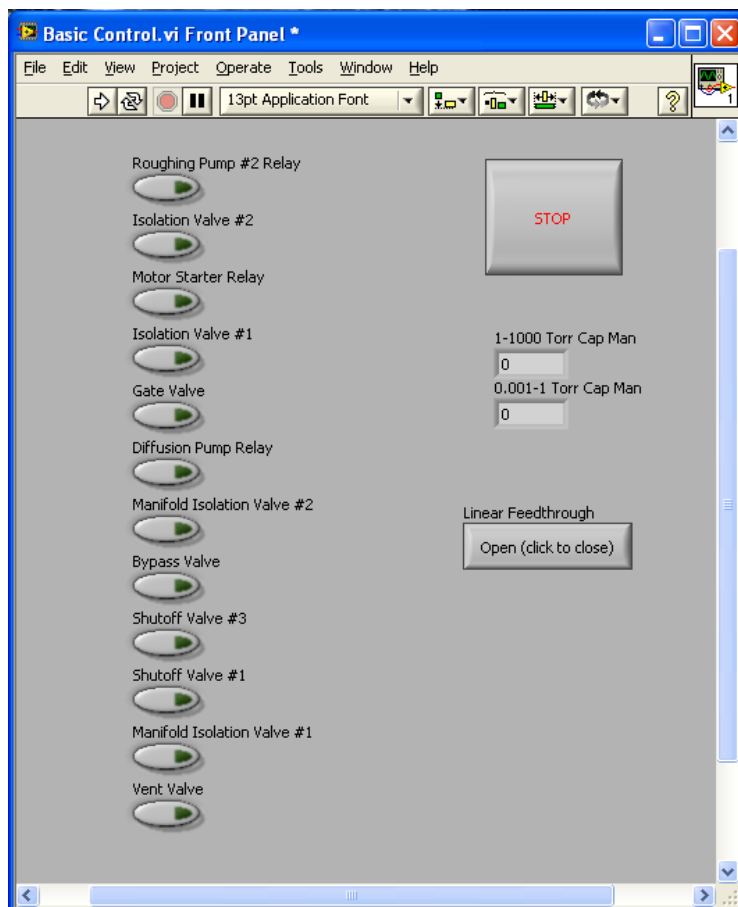 Basic Control.vi Front Panel *
File Edit View Project Operate Tools Window Help
13pt Application Font
?
1
Roughing Pump #2 Relay
Isolation Valve #2
Motor Starter Relay
Isolation Valve #1
Gate Valve
Diffusion Pump Relay
Manifold Isolation Valve #2
Bypass Valve
Shutoff Valve #3
Shutoff Valve #1
Manifold Isolation Valve #1
Vent Valve
STOP
1-1000 Torr Cap Man
0
0.001-1 Torr Cap Man
0
Linear Feedthrough
Open (click to close)